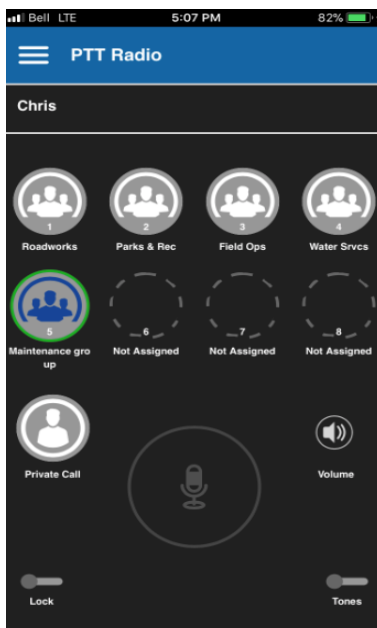 Bell LTE 5:07 PM 82%
PTT Radio
Chris
1 2 3 4
Roadworks Parks & Rec Field Ops Water Srvcs
5 6 7 8
Maintenance gro Not Assigned Not Assigned Not Assigned
up
Private Call Volume
Lock Tones